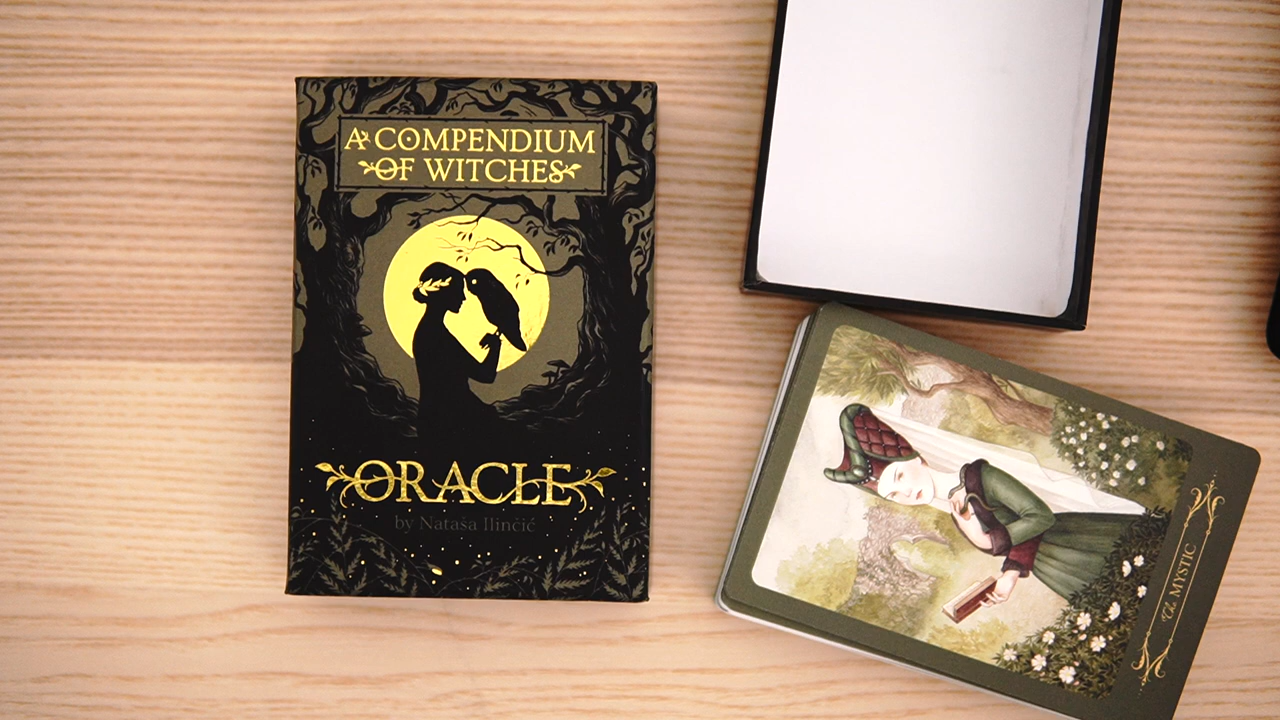 A COMPENDIUM
OF WITCHES
ORACLE
by Nataša Ilinčić
The MYSTIC